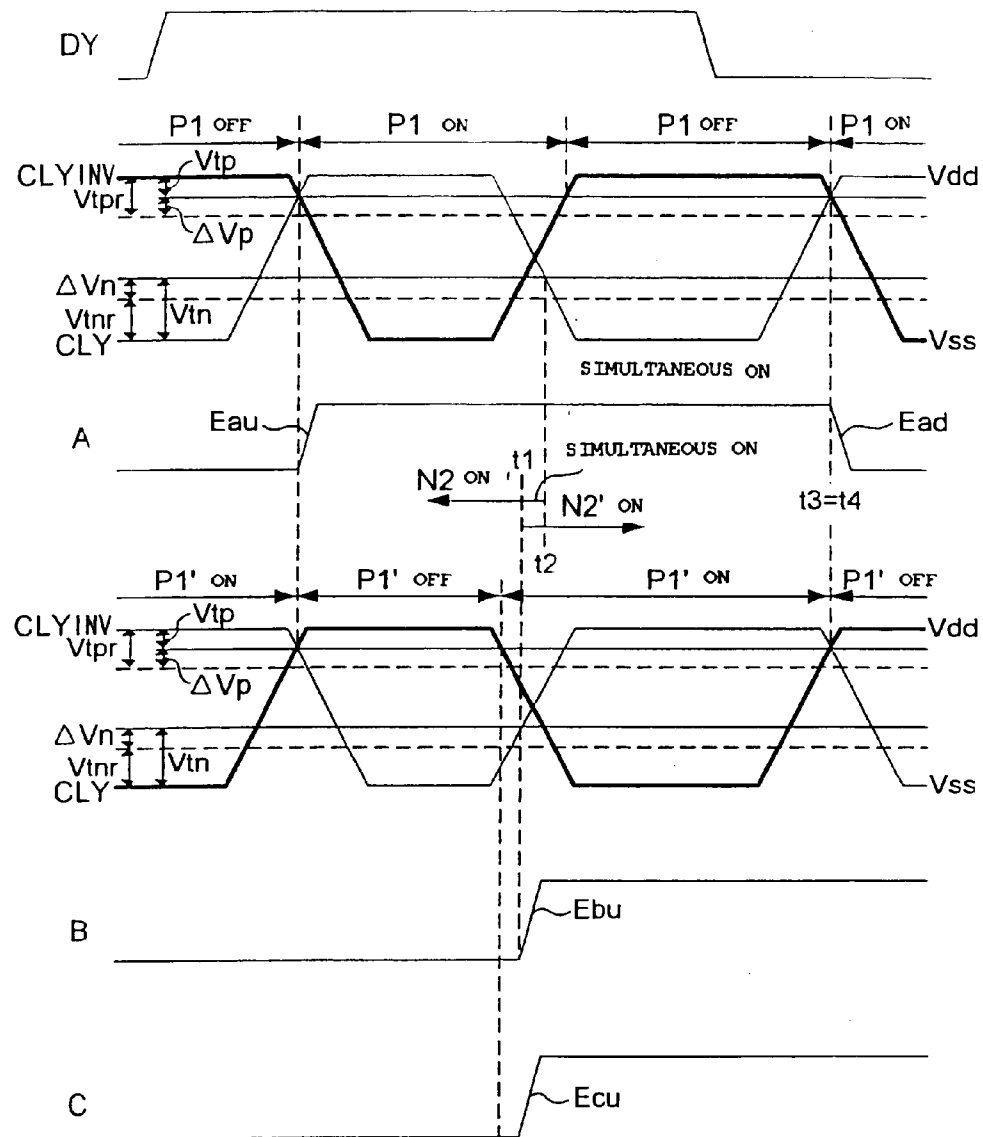 DY
P1 OFF
P1 ON
P1 OFF
P1 ON
Vtp
CLYINV
Vdd
Vtpr
ΔVp
ΔVn
Vtnr
Vtn
CLY
Vss
SIMULTANEOUS ON
A
Eau
Ead
SIMULTANEOUS ON
t1
N2 ON
N2' ON
t3=t4
t2
P1' ON
P1' OFF
P1' ON
P1' OFF
Vtp
CLYINV
Vdd
Vtpr
ΔVp
ΔVn
Vtnr
Vtn
CLY
Vss
B
Ebu
C
Ecu